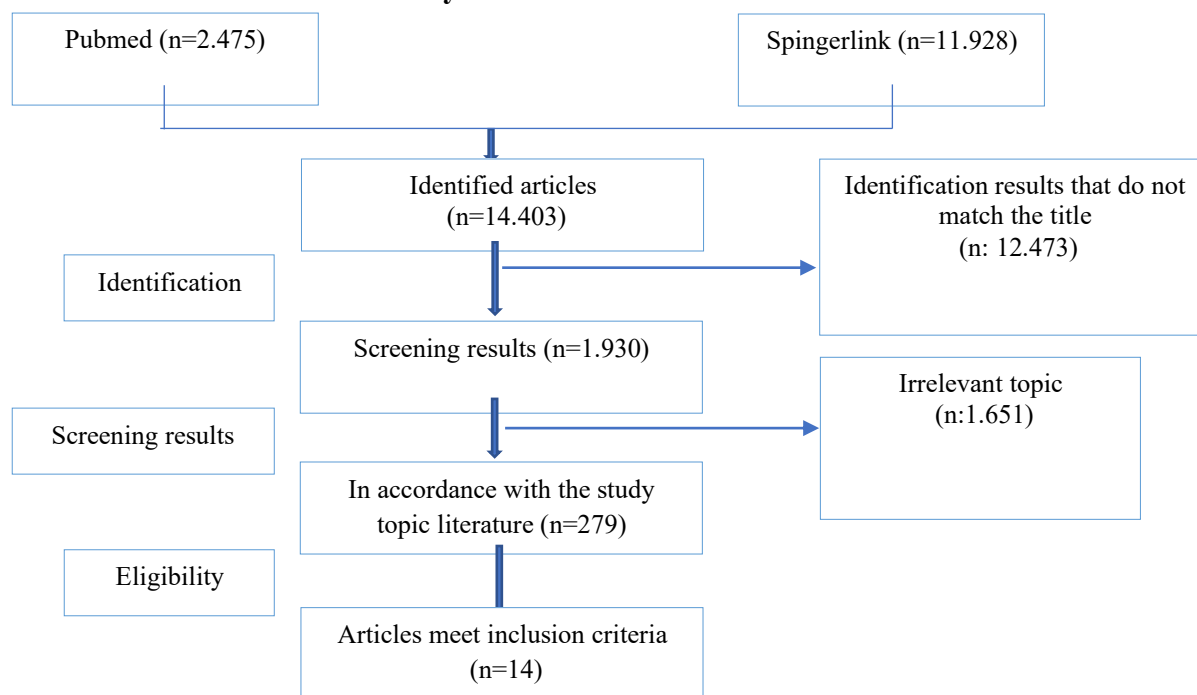 Pubmed (n=2.475)
Spingerlink (n=11.928)
Identified articles
(n=14.403)
Identification results that do not
match the title
(n: 12.473)
Identification
Screening results (n=1.930)
Irrelevant topic
(n:1.651)
Screening results
In accordance with the study
topic literature (n=279)
Eligibility
Articles meet inclusion criteria
(n=14)